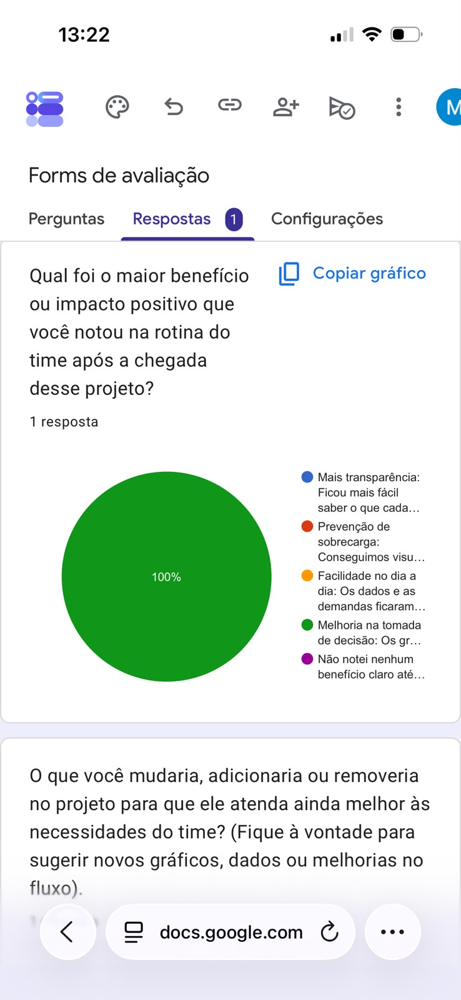 13:22
M
Forms de avaliação
Perguntas Respostas 1 Configurações
Qual foi o maior benefício
ou impacto positivo que
você notou na rotina do
time após a chegada
desse projeto?
Copiar gráfico
1 resposta
100%
Mais transparência:
Ficou mais fácil
saber o que cada...
Prevenção de
sobrecarga:
Conseguimos visu...
Facilidade no dia a
dia: Os dados e as
demandas ficaram...
Melhoria na tomada
de decisão: Os gr...
Não notei nenhum
benefício claro até...
O que você mudaria, adicionaria ou removeria
no projeto para que ele atenda ainda melhor às
necessidades do time? (Fique à vontade para
sugerir novos gráficos, dados ou melhorias no
fluxo).
docs.google.com